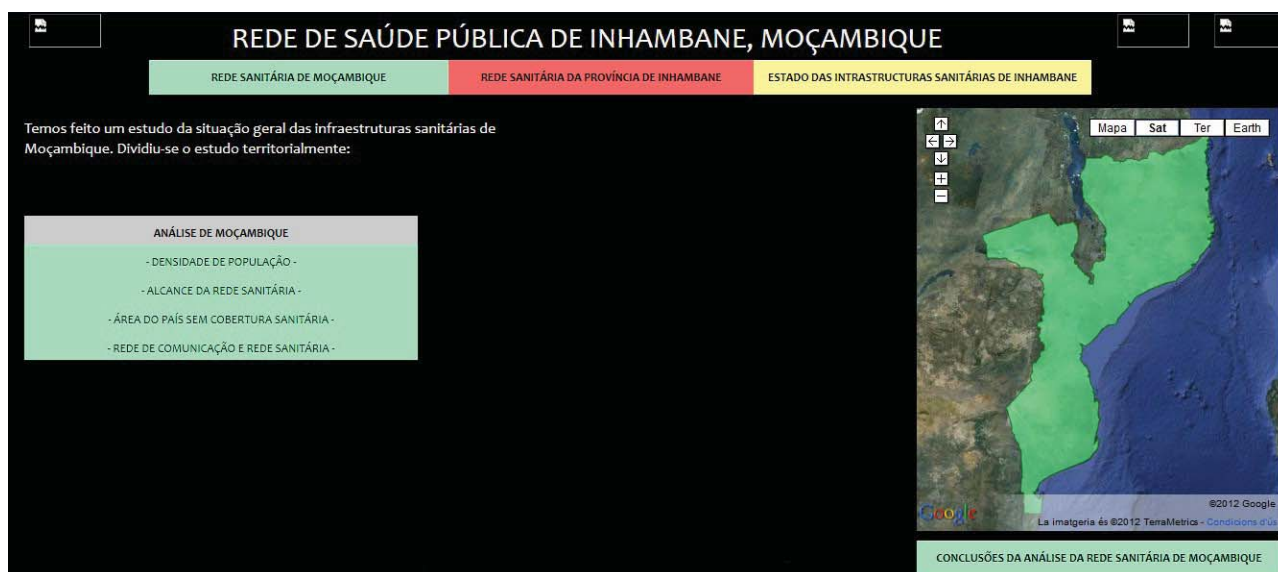 REDE DE SAÚDE PÚBLICA DE INHAMBANE, MOÇAMBIQUE
REDE SANITÁRIA DE MOÇAMBIQUE
REDE SANITÁRIA DA PROVÍNCIA DE INHAMBANE
ESTADO DAS INTRASTRUCTURAS SANITÁRIAS DE INHAMBANE
Temos feito um estudo da situação geral das infraestruturas sanitárias de
Moçambique. Dividiu-se o estudo territorialmente:
ANÁLISE DE MOÇAMBIQUE
- DENSIDADE DE POPULAÇÃO -
- ALCANCE DA REDE SANITÁRIA -
- ÁREA DO PAÍS SEM COBERTURA SANITÁRIA -
- REDE DE COMUNICAÇÃO E REDE SANITÁRIA -
Mapa Sat Ter Earth
Google
©2012 Google
La imatgeria és ©2012 TerraMetrics - Condicions d'ús
CONCLUSÕES DA ANÁLISE DA REDE SANITÁRIA DE MOÇAMBIQUE